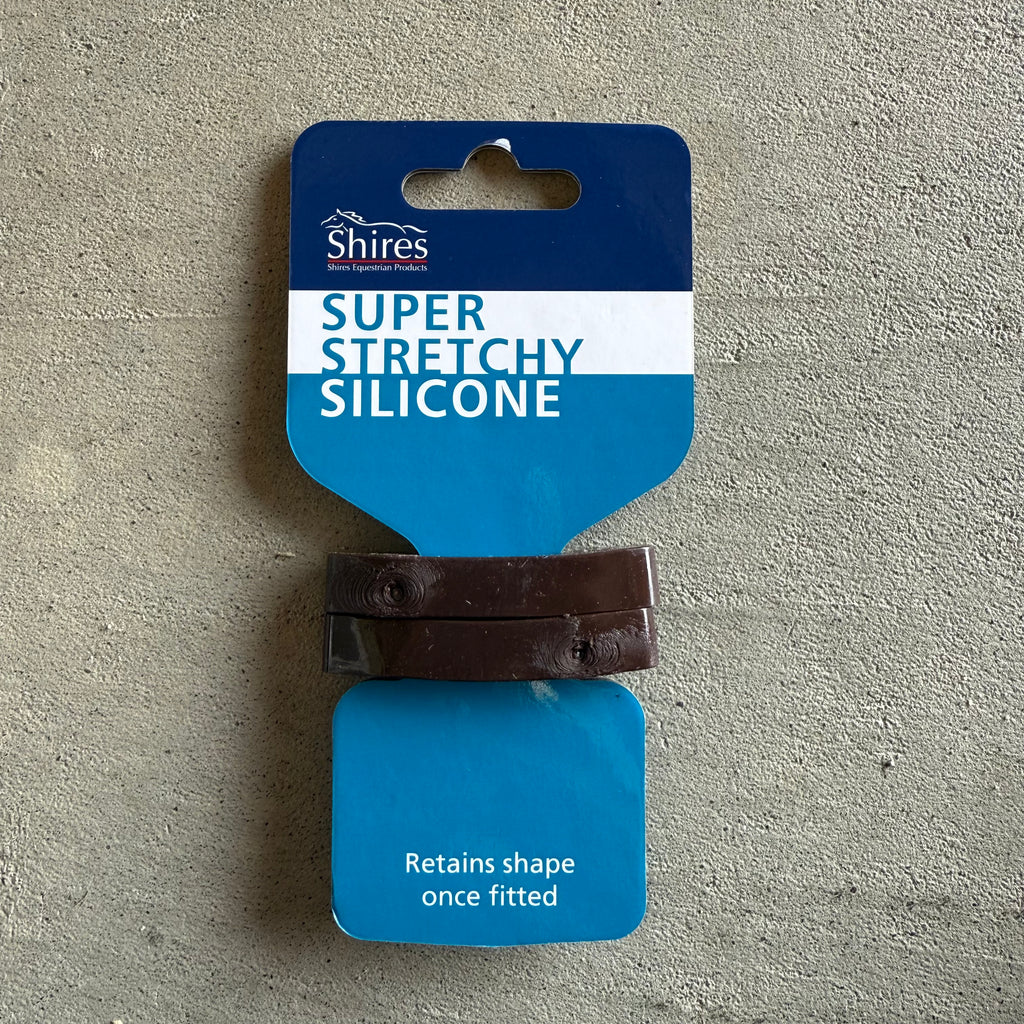 Shires
Shires Equestrian Products
SUPER
STRETCHY
SILICONE
Retains shape
once fitted